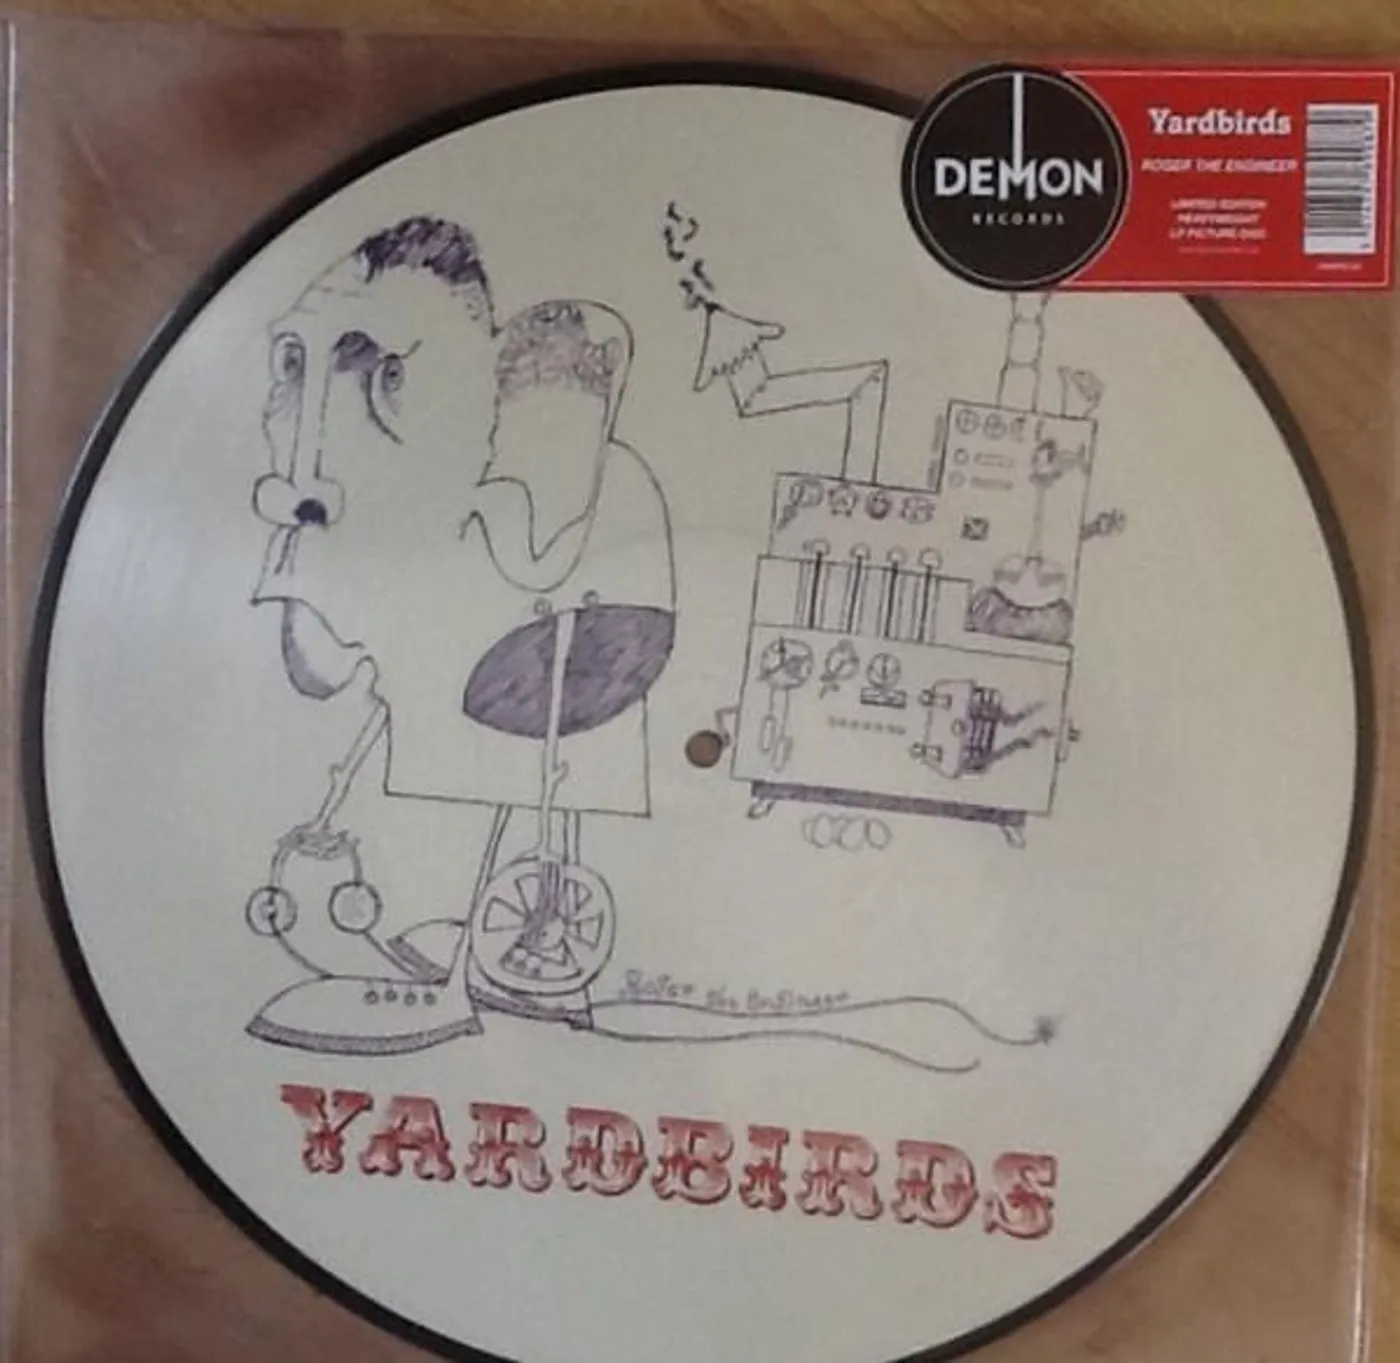 DEMON
RECORDS
Yardbirds
ROGER THE ENGINEER
LIMITED EDITION
HEAVYWEIGHT
LP PICTURE DISC
Roger the Engineer
YARDBIRDS